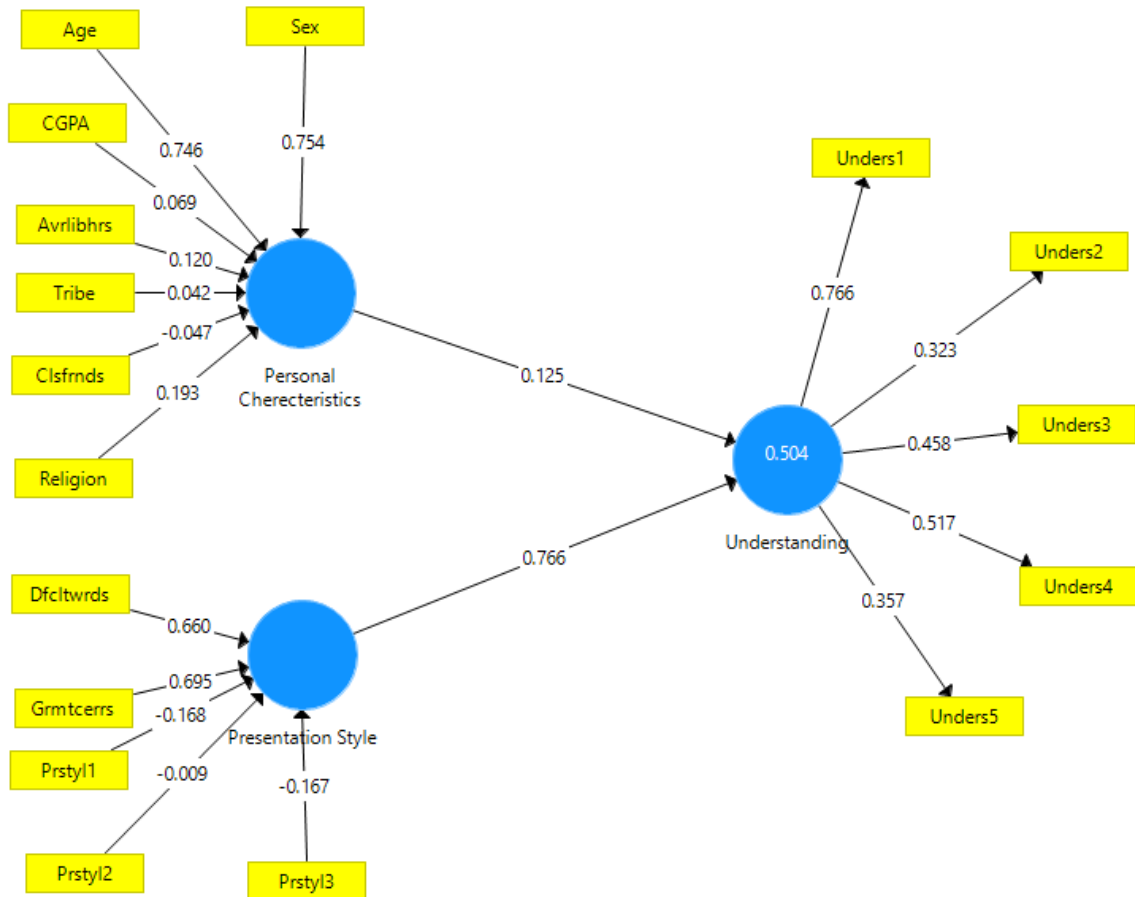 Age
Sex
CGPA
0.746
0.754
0.069
Avrlibhrs
0.120
Tribe
0.042
-0.047
Clsfrnds
0.193
Religion
Personal
Cherecteristics
0.125
Unders1
Unders2
0.766
0.323
Unders3
0.458
0.504
0.517
Understanding
Unders4
0.357
Unders5
0.766
Dfcltwrds
0.660
Grmtcerrs
0.695
-0.168
Presentation Style
Prstyl1
-0.009
-0.167
Prstyl2
Prstyl3